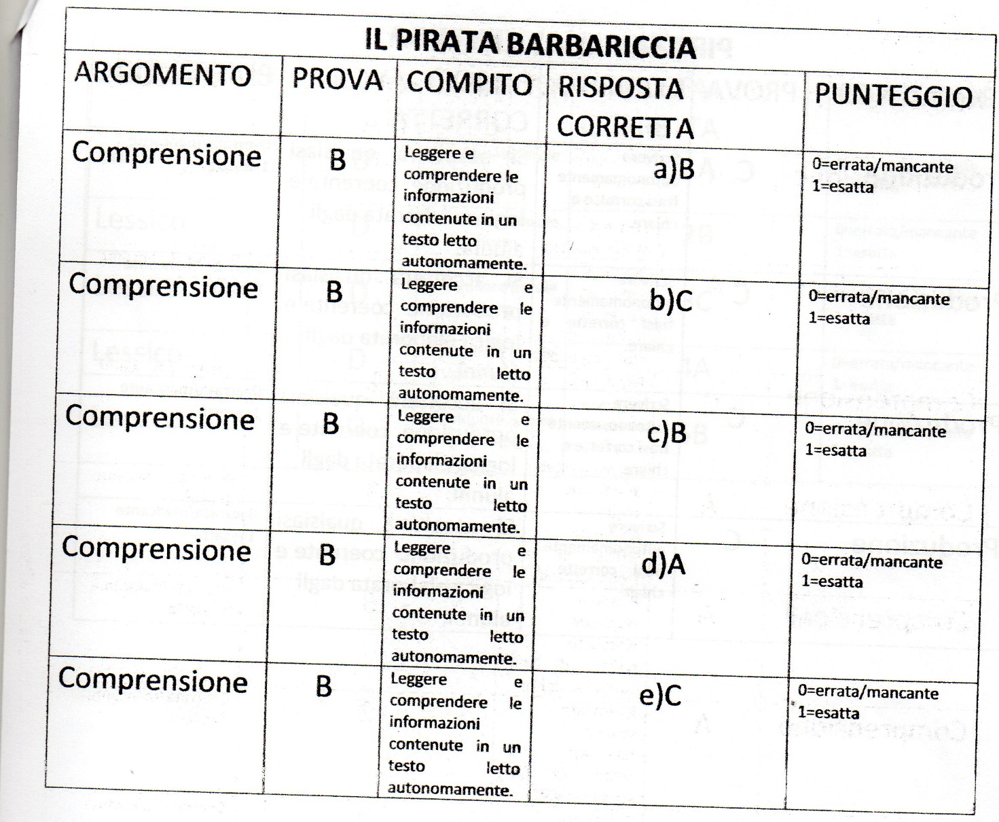 IL PIRATA BARBARICCIA
ARGOMENTO PROVA COMPITO RISPOSTA CORRETTA PUNTEGGIO
Comprensione
B
Leggere e
comprendere le
informazioni
contenute in un
testo letto
autonomamente.
a)B
0=errata/mancante
1=esatta
Comprensione
B
Leggere e
comprendere le
informazioni
contenute in un
testo letto
autonomamente.
b)C
0=errata/mancante
1=esatta
Comprensione
B
Leggere e
comprendere le
informazioni
contenute in un
testo letto
autonomamente.
c)B
0=errata/mancante
1=esatta
Comprensione
B
Leggere e
comprendere le
informazioni
contenute in un
testo letto
autonomamente.
d)A
0=errata/mancante
1=esatta
Comprensione
B
Leggere e
comprendere le
informazioni
contenute in un
testo letto
autonomamente.
e)C
0=errata/mancante
1=esatta